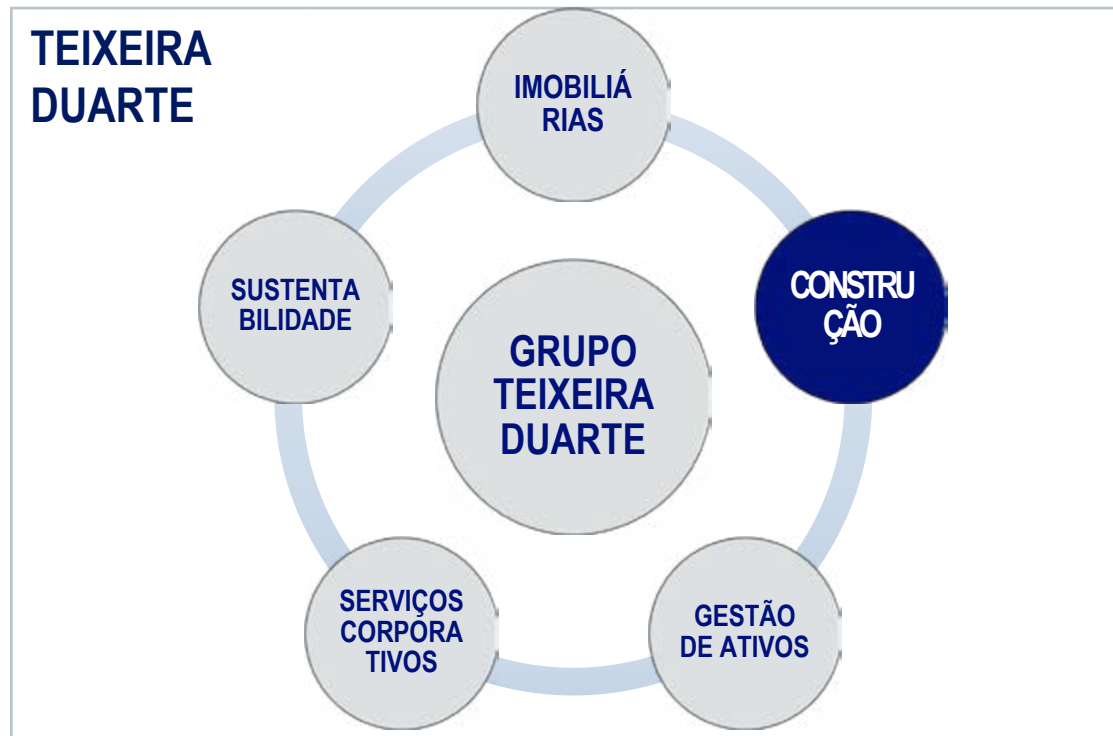 TEIXEIRA
DUARTE
IMOBILIÁ
RIAS
CONSTRU
ÇÃO
SUSTENTA
BILIDADE
GRUPO
TEIXEIRA
DUARTE
SERVIÇOS
CORPORA
TIVOS
GESTÃO
DE ATIVOS